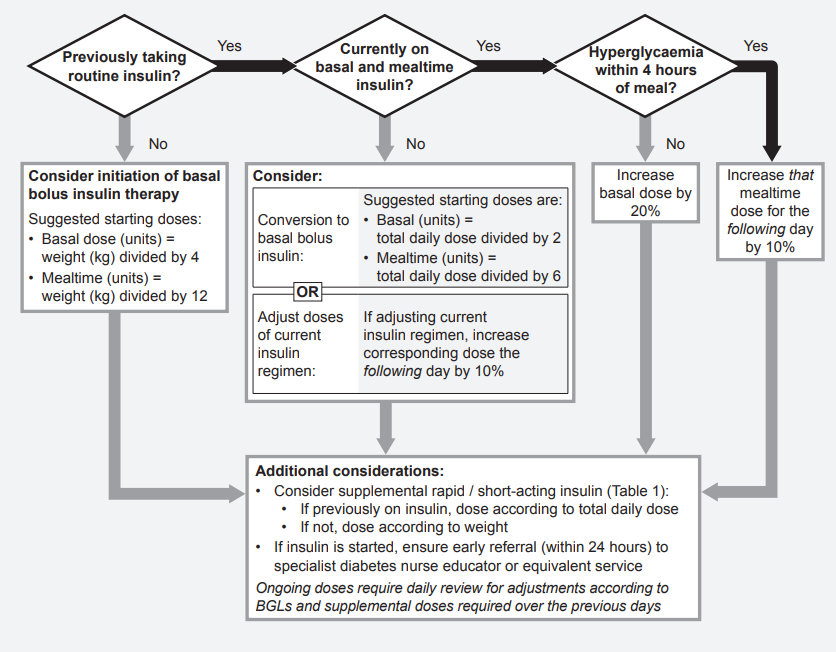 Previously taking
routine insulin?
Yes
Currently on
basal and mealtime
insulin?
Yes
Hyperglycaemia
within 4 hours
of meal?
Yes
No
No
No
Consider initiation of basal
bolus insulin therapy
Suggested starting doses:
• Basal dose (units) =
weight (kg) divided by 4
• Mealtime (units) =
weight (kg) divided by 12
Consider:
Conversion to
basal bolus
insulin:
Suggested starting doses are:
• Basal (units) =
total daily dose divided by 2
• Mealtime (units) =
total daily dose divided by 6
OR
Adjust doses
of current
insulin
regimen:
If adjusting current
insulin regimen, increase
corresponding dose the
following day by 10%
Increase
basal dose by
20%
Increase that
mealtime
dose for the
following day
by 10%
Additional considerations:
• Consider supplemental rapid / short-acting insulin (Table 1):
• If previously on insulin, dose according to total daily dose
• If not, dose according to weight
• If insulin is started, ensure early referral (within 24 hours) to
specialist diabetes nurse educator or equivalent service
Ongoing doses require daily review for adjustments according to
BGLs and supplemental doses required over the previous days